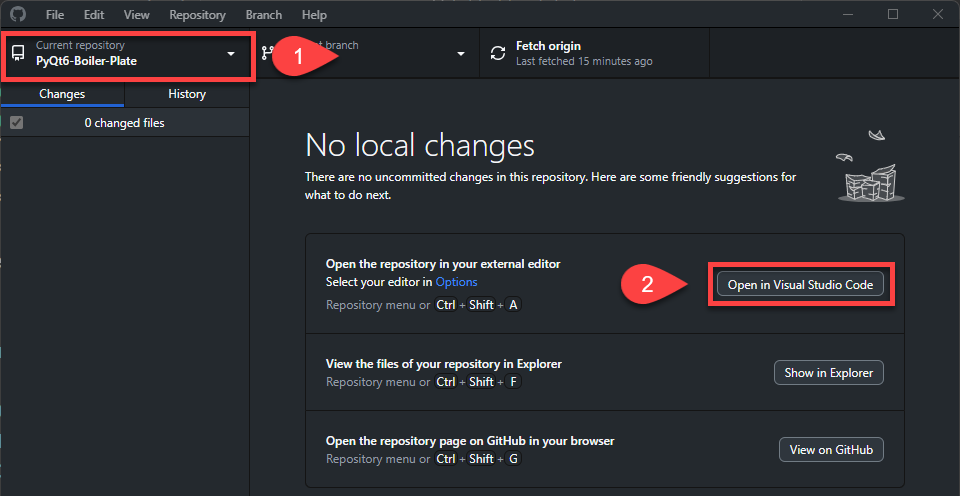 File Edit View Repository Branch Help
Current repository
PyQt6-Boiler-Plate
1
branch
Fetch origin
Last fetched 15 minutes ago
Changes
History
0 changed files
No local changes
There are no uncommitted changes in this repository. Here are some friendly suggestions for
what to do next.
Open the repository in your external editor
Select your editor in Options
Repository menu or Ctrl + Shift + A
2
Open in Visual Studio Code
View the files of your repository in Explorer
Repository menu or Ctrl + Shift + F
Show in Explorer
Open the repository page on GitHub in your browser
Repository menu or Ctrl + Shift + G
View on GitHub